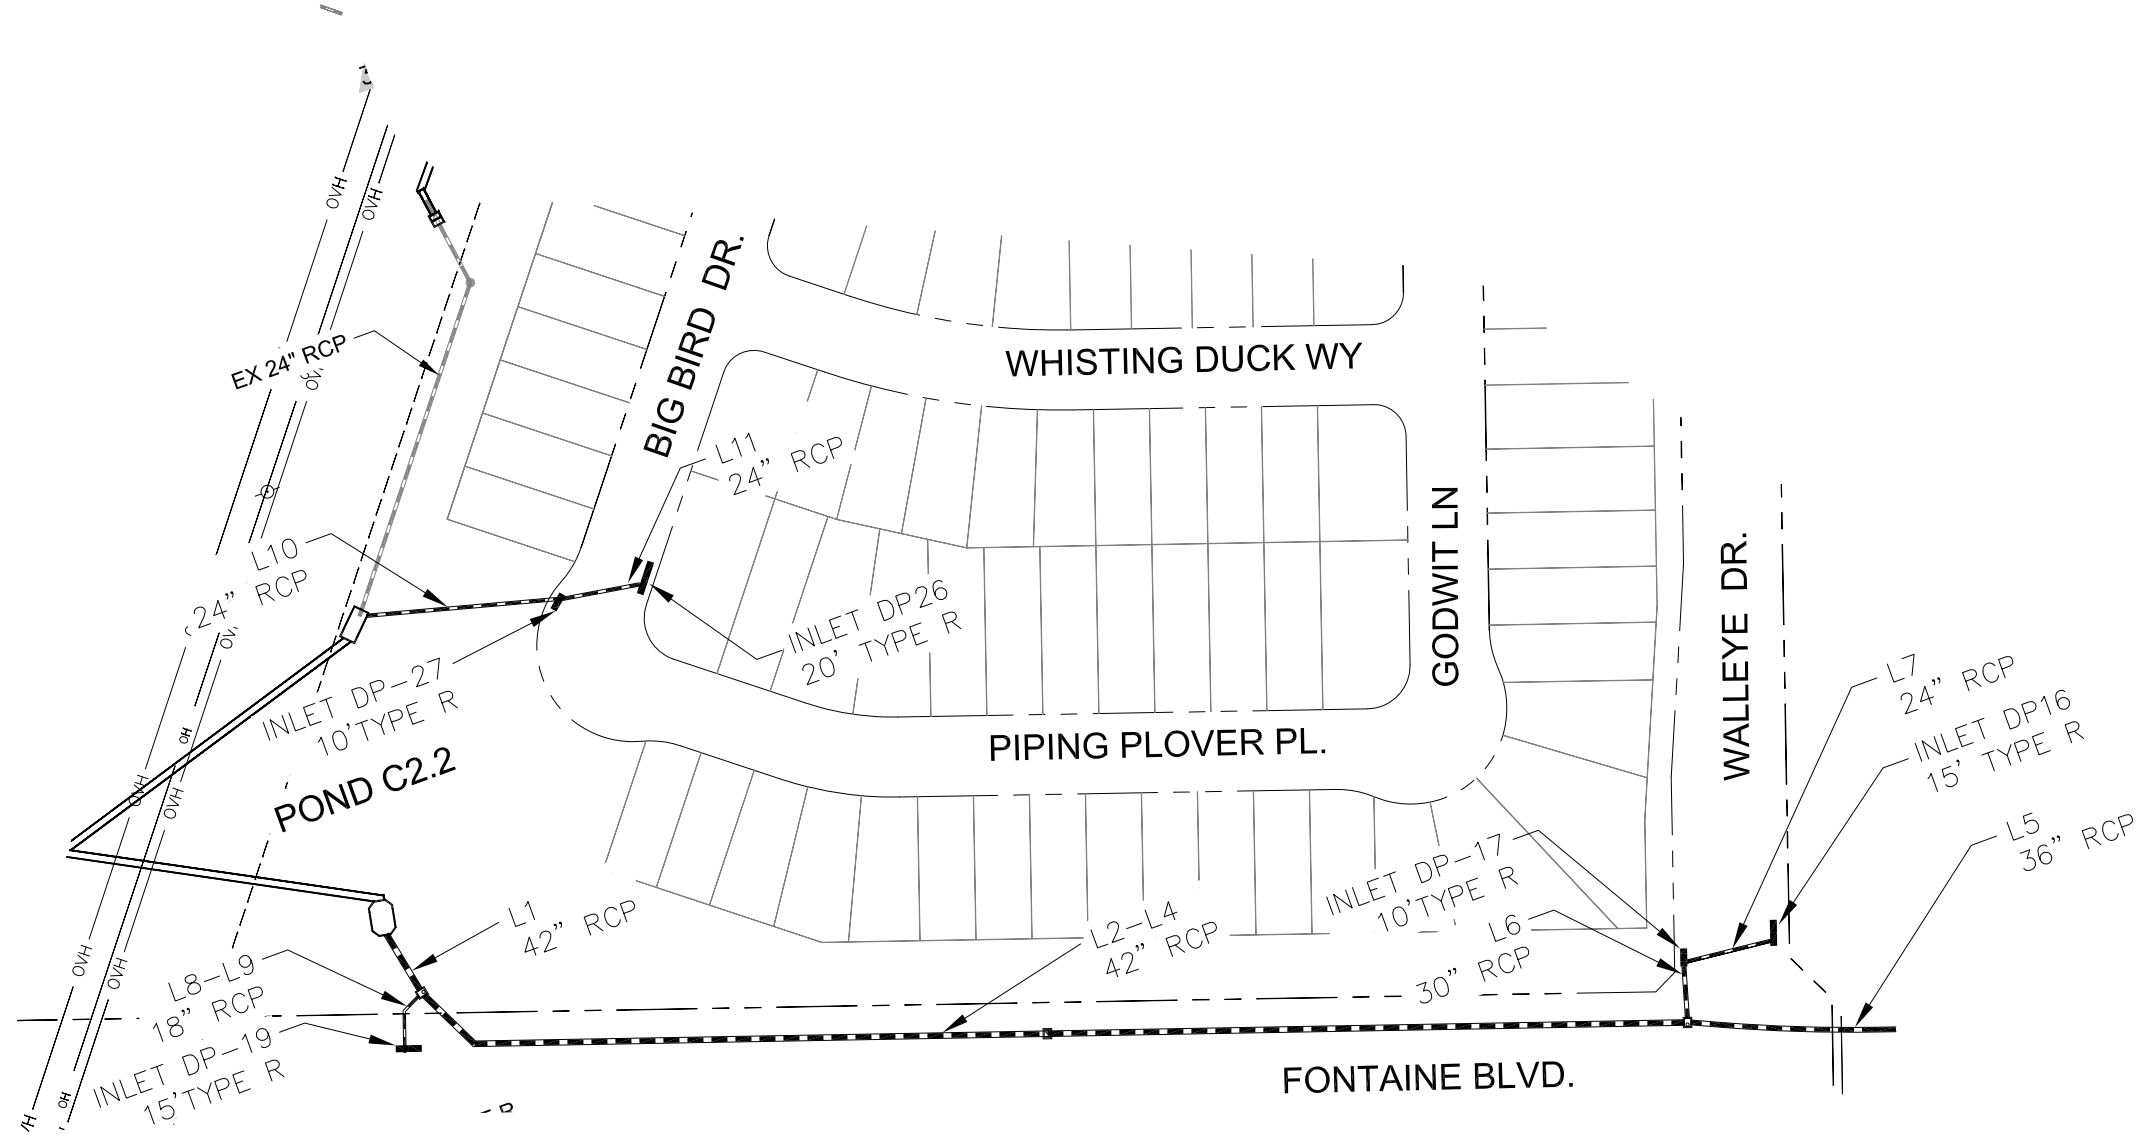 OVH
OVH
EX 24" RCP
BIG BIRD DR.
WHISTING DUCK WY
L11
24" RCP
GODWIT LN
L10
24" RCP
INLET DP26
20' TYPE R
WALLEYE DR.
INLET DP-27
10'TYPE R
L7
24" RCP
INLET DP16
15' TYPE R
PIPING PLOVER PL.
OH
OVH
OVH
POND C2.2
L5
36" RCP
INLET DP-17
10'TYPE R
L1
42" RCP
L2-L4
42" RCP
L6
30" RCP
OVH
OVH
L8-L9
18" RCP
INLET DP-19
15'TYPE R
FONTAINE BLVD.
OH